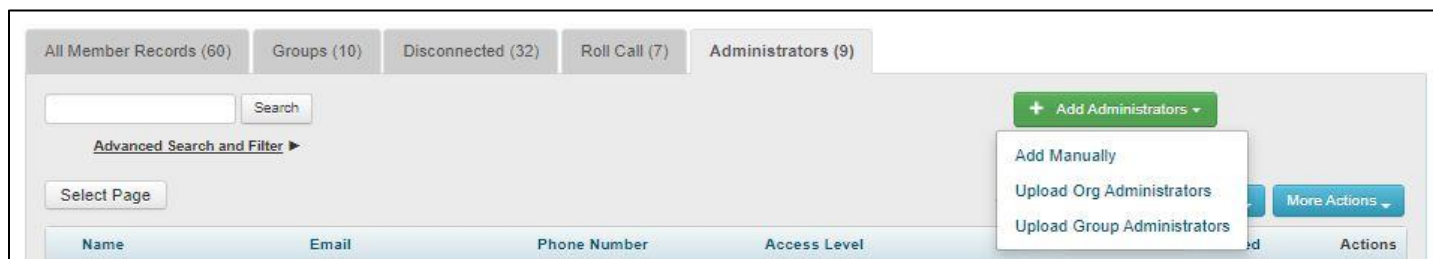 All Member Records (60) Groups (10) Disconnected (32) Roll Call (7) Administrators (9)
Search + Add Administrators
Advanced Search and Filter ►
Add Manually
Select Page Upload Org Administrators More Actions
Upload Group Administrators
Name Email Phone Number Access Level Actions